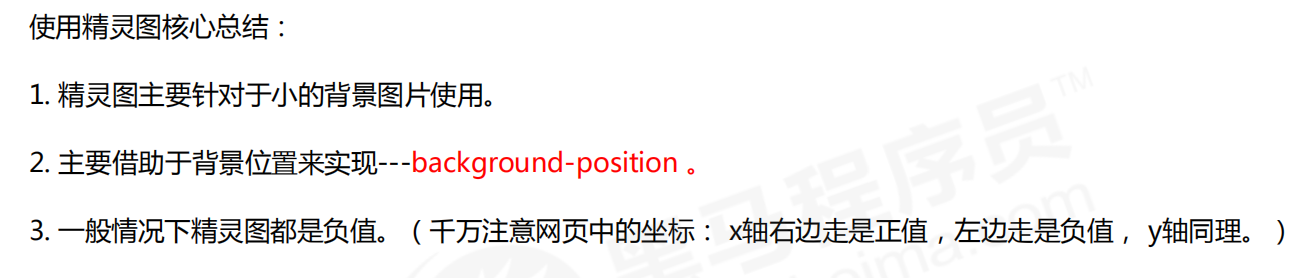 使用精灵图核心总结：
1. 精灵图主要针对于小的背景图片使用。
2. 主要借助于背景位置来实现---background-position 。
3. 一般情况下精灵图都是负值。（千万注意网页中的坐标： x轴右边走是正值，左边走是负值， y轴同理。）
黑马程序员™